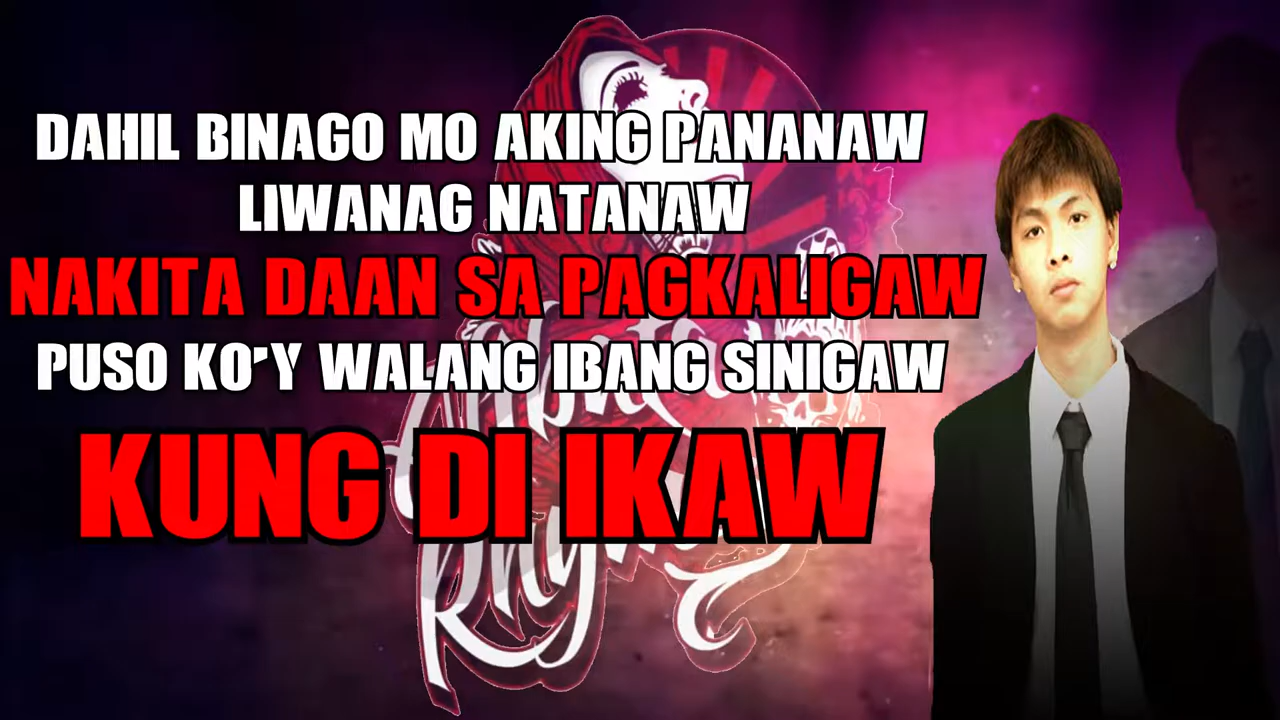 DAHIL BINAGO MO AKING PANANAW
LIWANAG NATANAW
NAKITA DAAN SA PAGKALIGAW
PUSO KO'Y WALANG IBANG SINIGAW
KUNG DI IKAW